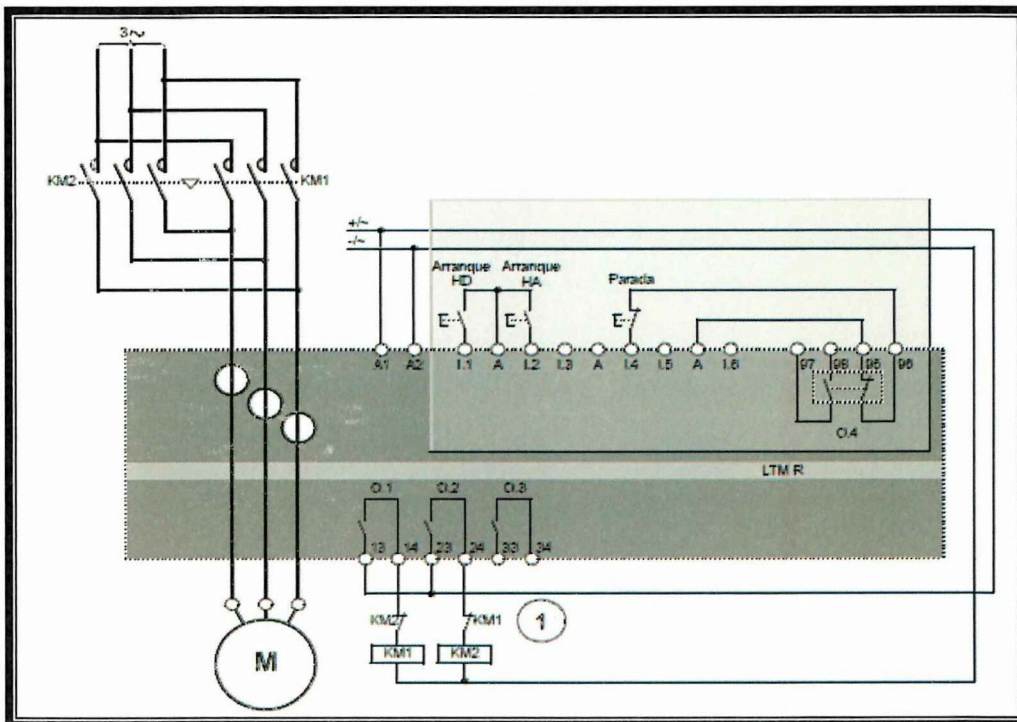 3~
KM2
KM1
+/~
-/~
Arranque
HD
Arranque
HA
Parada
A1 A2 I.1 A I.2 I.3 A I.4 I.5 A I.6 97 98 95 96
O.4
LTM R
O.1 O.2 O.3
13 14 23 24 33 34
KM2 KM1 1
KM1 KM2
M